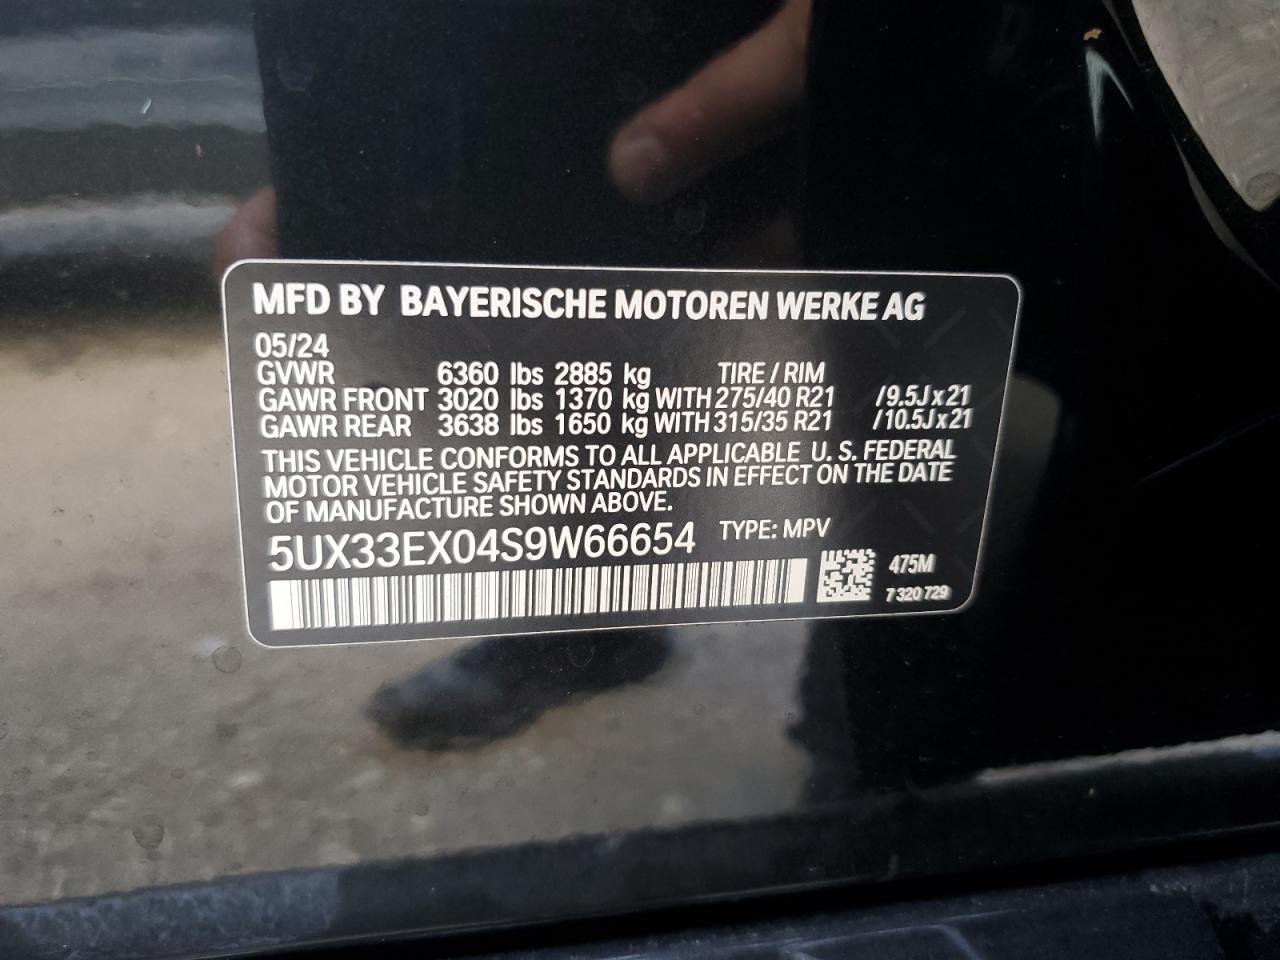 MFD BY BAYERISCHE MOTOREN WERKE AG
05/24
GVWR 6360 lbs 2885 kg TIRE / RIM
GAWR FRONT 3020 lbs 1370 kg WITH 275/40 R21 /9.5J x 21
GAWR REAR 3638 lbs 1650 kg WITH 315/35 R21 /10.5J x 21
THIS VEHICLE CONFORMS TO ALL APPLICABLE U. S. FEDERAL
MOTOR VEHICLE SAFETY STANDARDS IN EFFECT ON THE DATE
OF MANUFACTURE SHOWN ABOVE.
5UX33EX04S9W66654 TYPE: MPV
475M
7 320 729